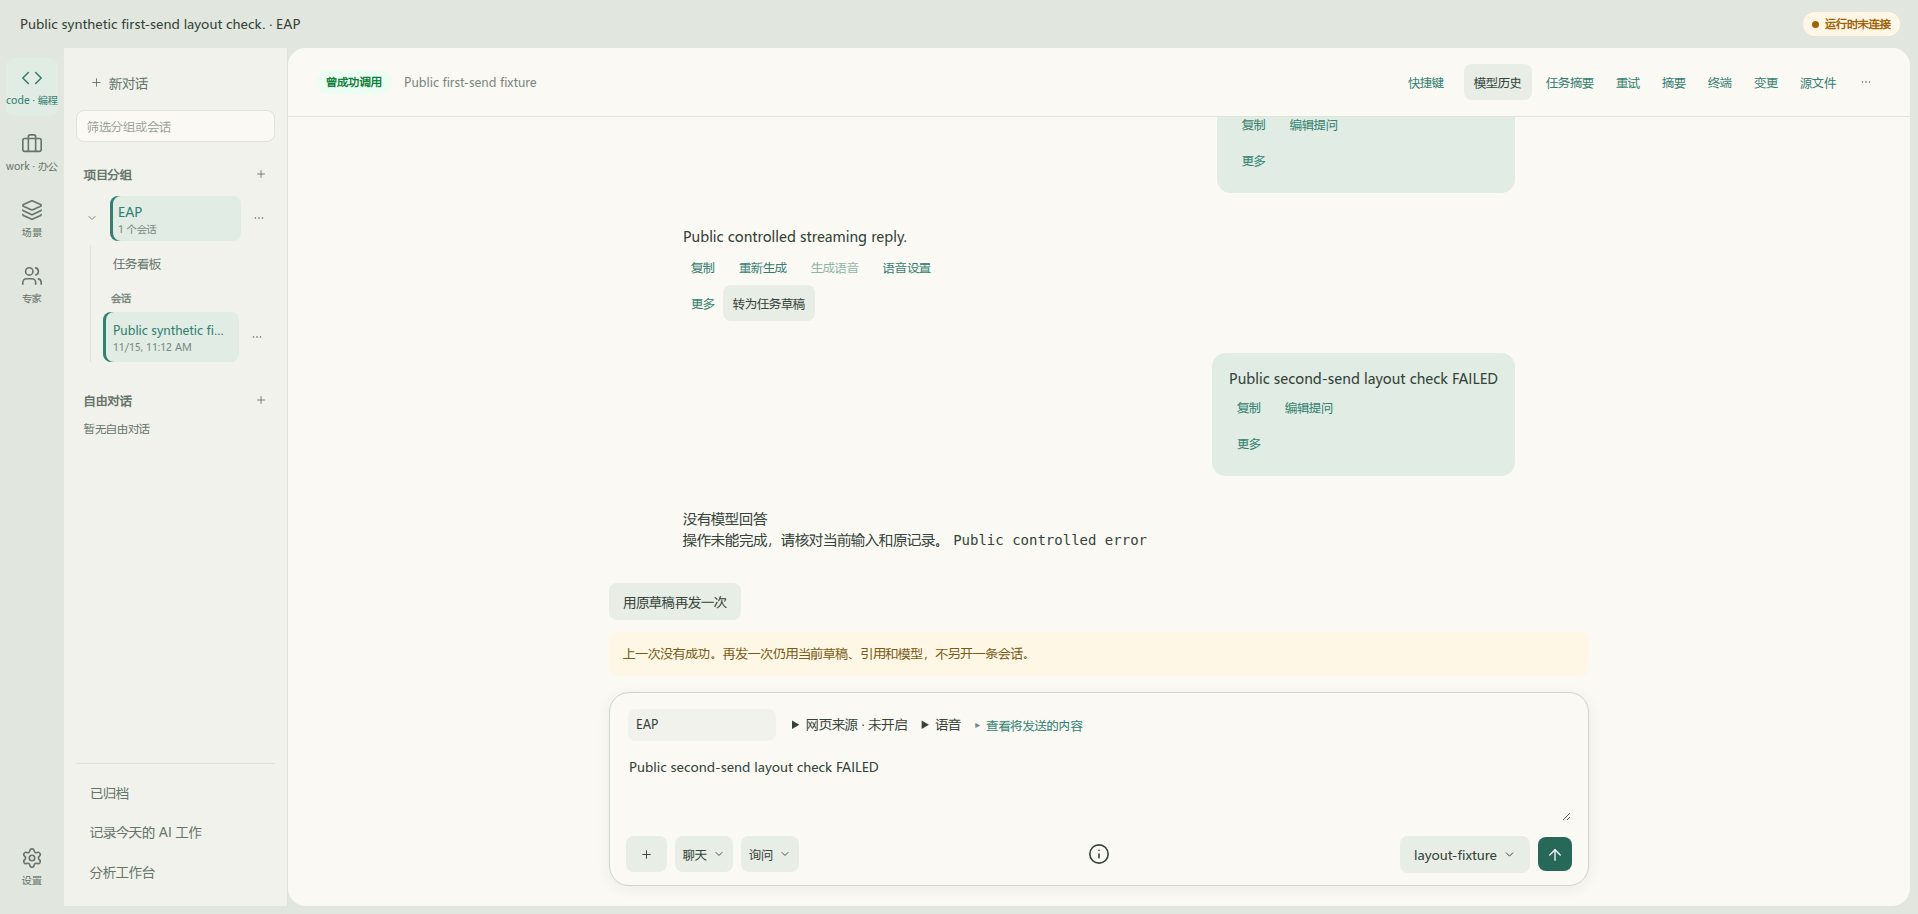 Public synthetic first-send layout check. · EAP
运行时未连接
code · 编程
work · 办公
场景
专家
设置
新对话
筛选分组或会话
项目分组
EAP
1 个会话
任务看板
会话
Public synthetic fi...
11/15, 11:12 AM
自由对话
暂无自由对话
已归档
记录今天的 AI 工作
分析工作台
曾成功调用 Public first-send fixture
快捷键 模型历史 任务摘要 重试 摘要 终端 变更 源文件 ...
复制 编辑提问
更多
Public controlled streaming reply.
复制 重新生成 生成语音 语音设置
更多 转为任务草稿
Public second-send layout check FAILED
复制 编辑提问
更多
没有模型回答
操作未能完成，请核对当前输入和原记录。 Public controlled error
用原草稿再发一次
上一次没有成功。再发一次仍用当前草稿、引用和模型，不另开一条会话。
EAP 网页来源 · 未开启 语音 查看将发送的内容
Public second-send layout check FAILED
聊天 询问 layout-fixture